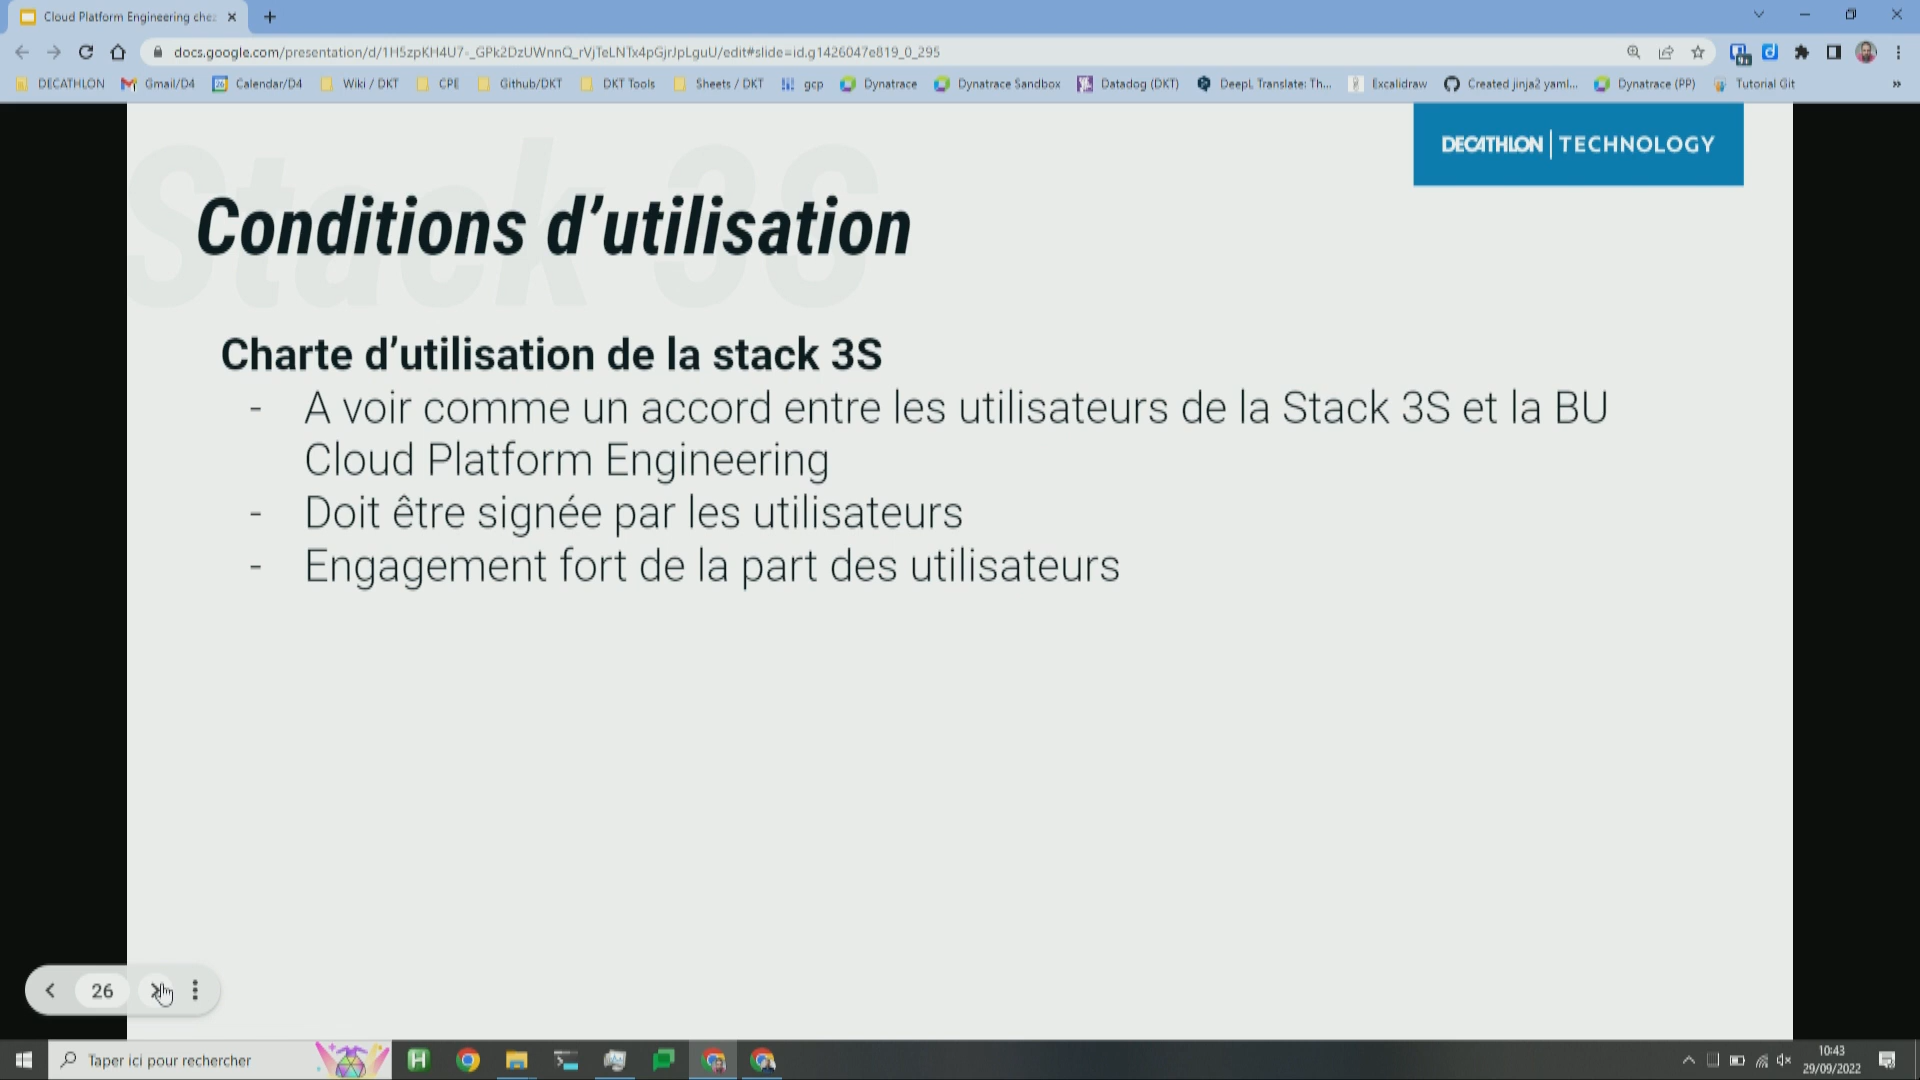 Cloud Platform Engineering che
docs.google.com/presentation/d/1H5zpKH4U7-_GPk2DzUWnnQ_rVjTeLNTx4pGjrJpLguU/edit#slide=id.g1426047e819_0_295
DECATHLON Gmail/D4 Calendar/D4 Wiki / DKT CPE Github/DKT DKT Tools Sheets / DKT gcp Dynatrace Dynatrace Sandbox Datadog (DKT) DeepL Translate: Th... Excalidraw Created jinja2 yaml... Dynatrace (PP) Tutorial Git
DECATHLON | TECHNOLOGY
Stack 3S
Conditions d’utilisation
Charte d’utilisation de la stack 3S
- A voir comme un accord entre les utilisateurs de la Stack 3S et la BU
Cloud Platform Engineering
- Doit être signée par les utilisateurs
- Engagement fort de la part des utilisateurs
26
Taper ici pour rechercher
10:43
29/09/2022